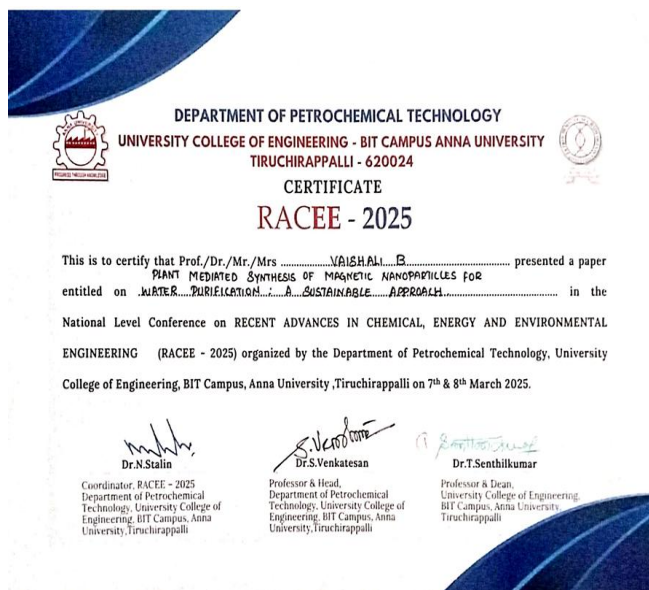 DEPARTMENT OF PETROCHEMICAL TECHNOLOGY
UNIVERSITY COLLEGE OF ENGINEERING - BIT CAMPUS ANNA UNIVERSITY
TIRUCHIRAPPALLI - 620024
ANNA UNIVERSITY
PROGRESS THROUGH KNOWLEDGE
CERTIFICATE
RACEE - 2025
This is to certify that Prof./Dr./Mr./Mrs ..............VAISHALI B.............................. presented a paper
PLANT MEDIATED SYNTHESIS OF MAGNETIC NANOPARTICLES FOR
entitled on .WATER PURIFICATION : A SUSTAINABLE APPROACH................................. in the
National Level Conference on RECENT ADVANCES IN CHEMICAL, ENERGY AND ENVIRONMENTAL
ENGINEERING (RACEE - 2025) organized by the Department of Petrochemical Technology, University
College of Engineering, BIT Campus, Anna University ,Tiruchirappalli on 7th & 8th March 2025.
Dr.N.Stalin
Coordinator, RACEE - 2025
Department of Petrochemical
Technology, University College of
Engineering, BIT Campus, Anna
University,Tiruchirappalli
Dr.S.Venkatesan
Professor & Head,
Department of Petrochemical
Technology, University College of
Engineering, BIT Campus, Anna
University,Tiruchirappalli
Dr.T.Senthilkumar
Professor & Dean,
University College of Engineering,
BIT Campus, Anna University,
Tiruchirappalli